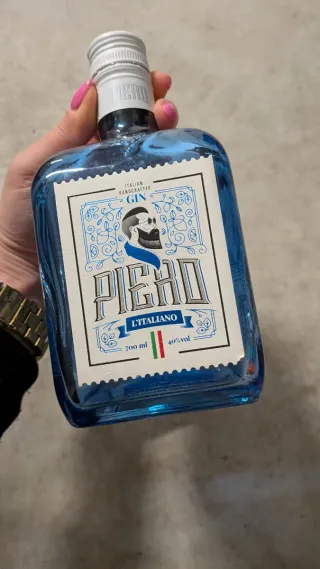 ITALIAN
HANDCRAFTED
GIN
PIERO
L'ITALIANO
700 ml 40% vol